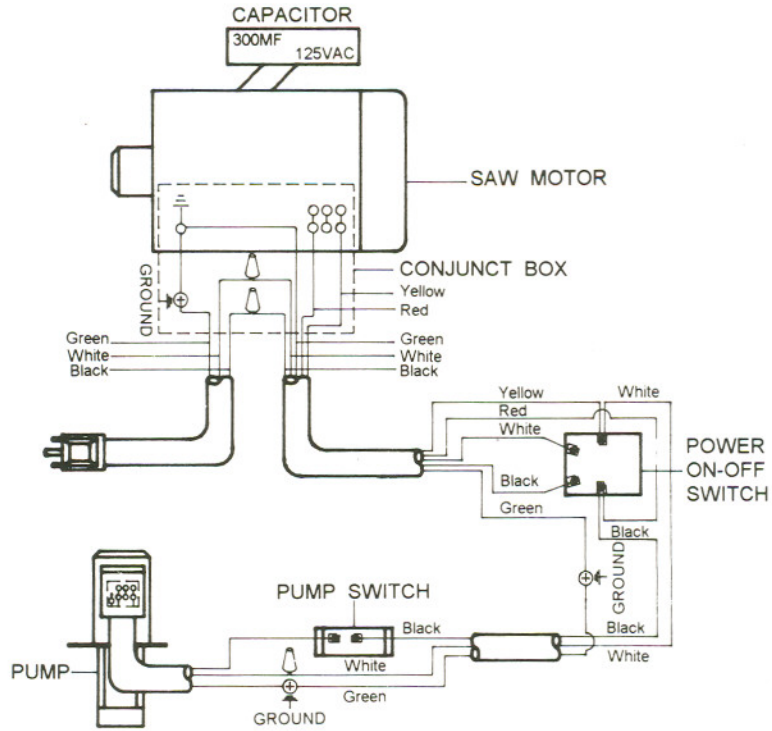 CAPACITOR
300MF
125VAC
SAW MOTOR
GROUND
CONJUNCT BOX
Yellow
Red
Green
White
Black
Green
White
Black
Yellow
White
Red
White
Black
Green
POWER
ON-OFF
SWITCH
Black
GROUND
PUMP SWITCH
Black
Black
White
White
PUMP
Green
GROUND